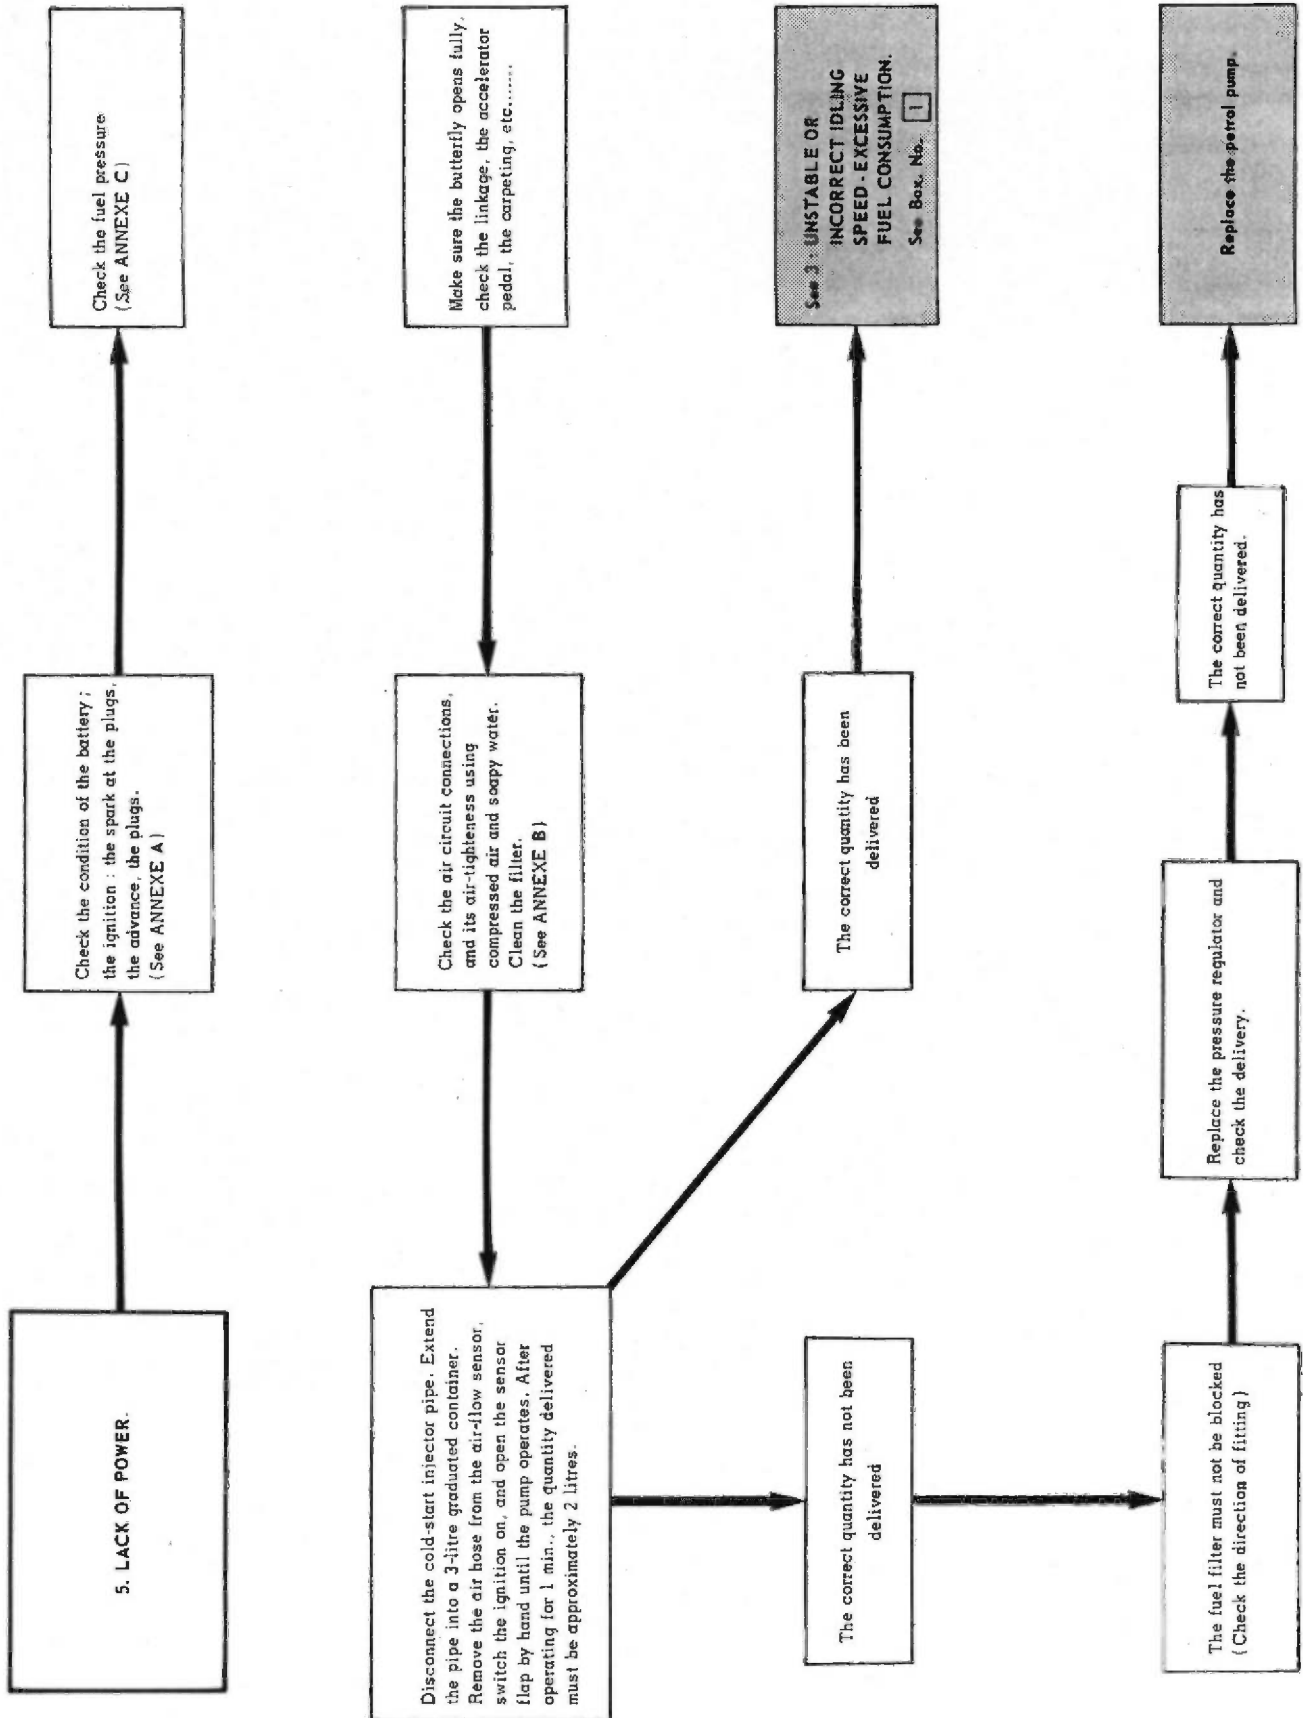 5. LACK OF POWER.
Check the condition of the battery ;
the ignition : the spark at the plugs,
the advance, the plugs.
(See ANNEXE A)
Check the fuel pressure
(See ANNEXE C)
Make sure the butterfly opens fully,
check the linkage, the accelerator
pedal, the carpeting, etc.......
Check the air circuit connections,
and its air-tighteness using
compressed air and soapy water.
Clean the filter.
(See ANNEXE B)
Disconnect the cold-start injector pipe. Extend
the pipe into a 3-litre graduated container.
Remove the air hose from the air-flow sensor,
switch the ignition on, and open the sensor
flap by hand until the pump operates. After
operating for 1 min., the quantity delivered
must be approximately 2 litres.
The correct quantity has been
delivered
See 3 : UNSTABLE OR
INCORRECT IDLING
SPEED - EXCESSIVE
FUEL CONSUMPTION.
See Box. No. 1
The correct quantity has not been
delivered
The fuel filter must not be blocked
(Check the direction of fitting)
Replace the pressure regulator and
check the delivery.
The correct quantity has
not been delivered.
Replace the petrol pump.